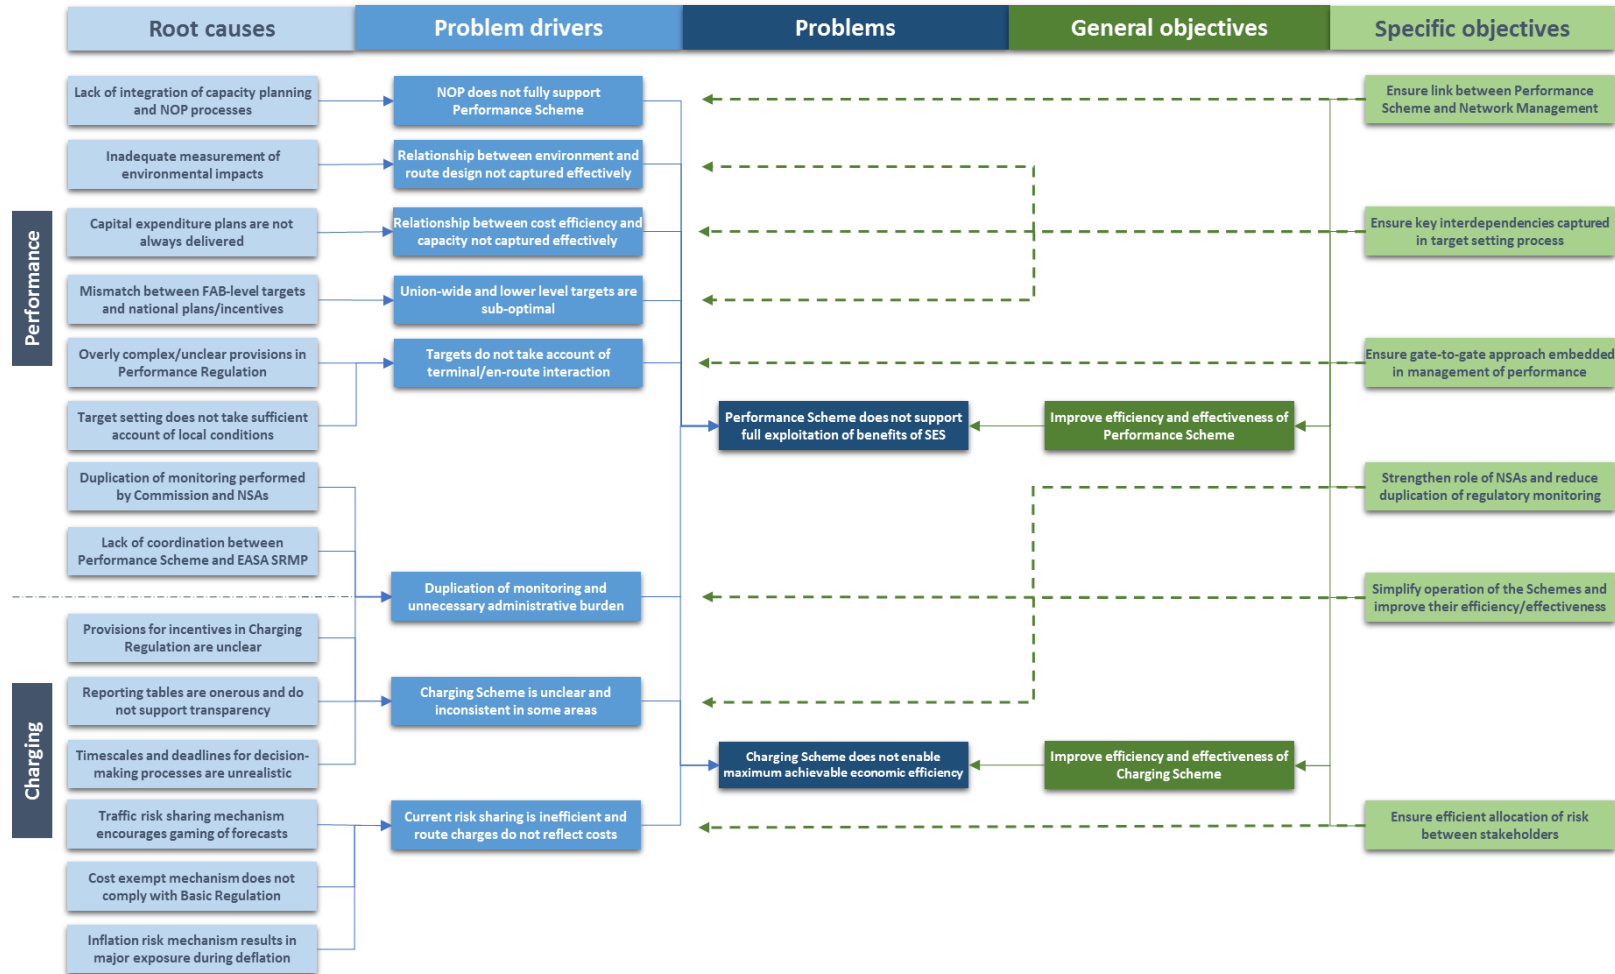 Root causes
Problem drivers
Problems
General objectives
Specific objectives
Performance
Charging
Lack of integration of capacity planning
and NOP processes
Inadequate measurement of
environmental impacts
Capital expenditure plans are not
always delivered
Mismatch between FAB-level targets
and national plans/incentives
Overly complex/unclear provisions in
Performance Regulation
Target setting does not take sufficient
account of local conditions
Duplication of monitoring performed
by Commission and NSAs
Lack of coordination between
Performance Scheme and EASA SRMP
Provisions for incentives in Charging
Regulation are unclear
Reporting tables are onerous and do
not support transparency
Timescales and deadlines for decision-
making processes are unrealistic
Traffic risk sharing mechanism
encourages gaming of forecasts
Cost exempt mechanism does not
comply with Basic Regulation
Inflation risk mechanism results in
major exposure during deflation
NOP does not fully support
Performance Scheme
Relationship between environment and
route design not captured effectively
Relationship between cost efficiency and
capacity not captured effectively
Union-wide and lower level targets are
sub-optimal
Targets do not take account of
terminal/en-route interaction
Duplication of monitoring and
unnecessary administrative burden
Charging Scheme is unclear and
inconsistent in some areas
Current risk sharing is inefficient and
route charges do not reflect costs
Performance Scheme does not support
full exploitation of benefits of SES
Charging Scheme does not enable
maximum achievable economic efficiency
Improve efficiency and effectiveness of
Performance Scheme
Improve efficiency and effectiveness of
Charging Scheme
Ensure link between Performance
Scheme and Network Management
Ensure key interdependencies captured
in target setting process
Ensure gate-to-gate approach embedded
in management of performance
Strengthen role of NSAs and reduce
duplication of regulatory monitoring
Simplify operation of the Schemes and
improve their efficiency/effectiveness
Ensure efficient allocation of risk
between stakeholders